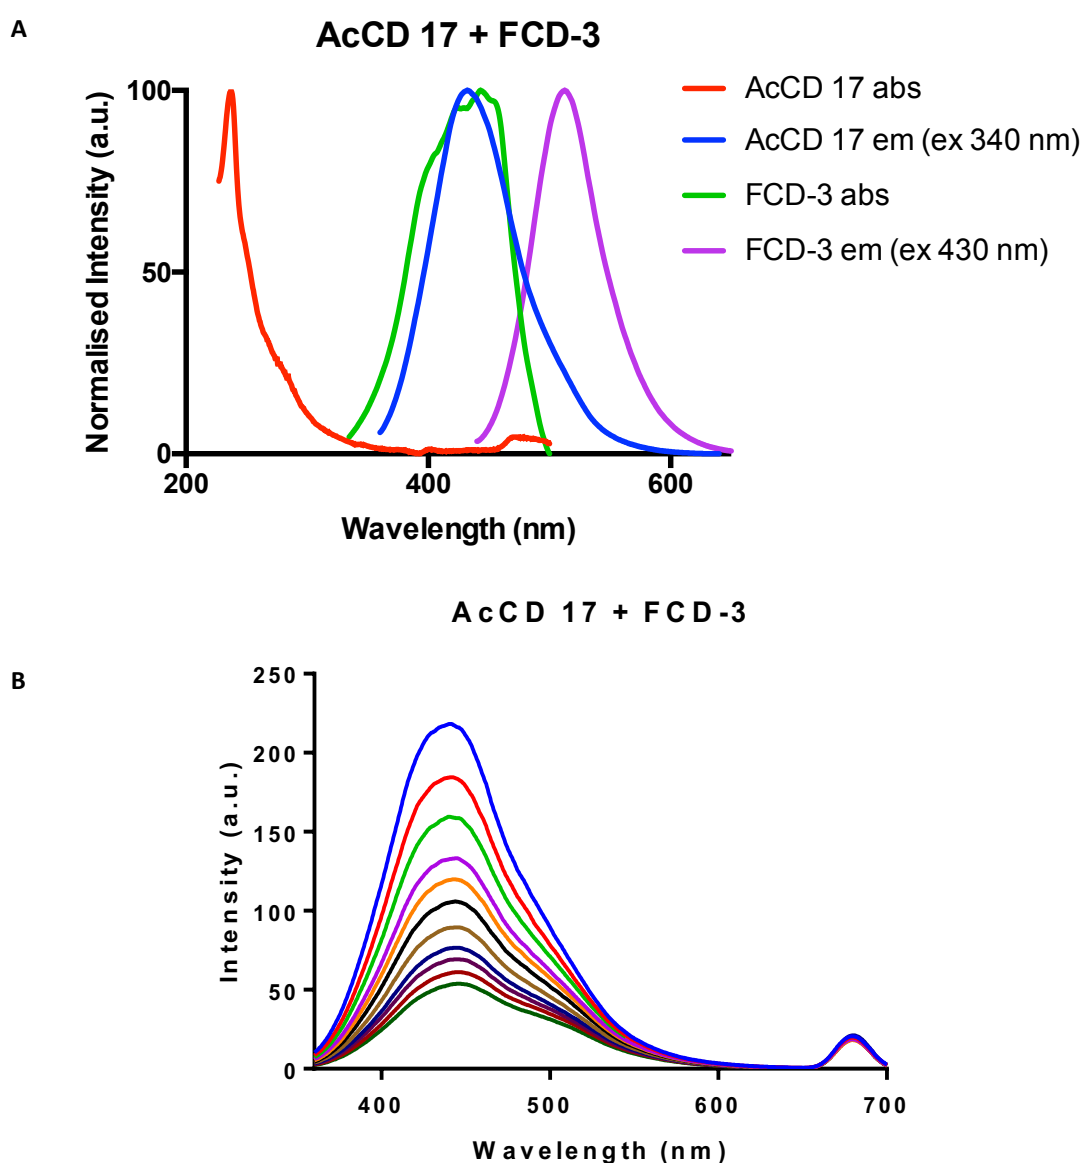 A
AcCD 17 + FCD-3
Normalised Intensity (a.u.)
100
50
0
200 400 600
Wavelength (nm)
AcCD 17 abs
AcCD 17 em (ex 340 nm)
FCD-3 abs
FCD-3 em (ex 430 nm)
AcCD 17 + FCD-3
B
Intensity (a.u.)
250
200
150
100
50
0
400 500 600 700
Wavelength (nm)